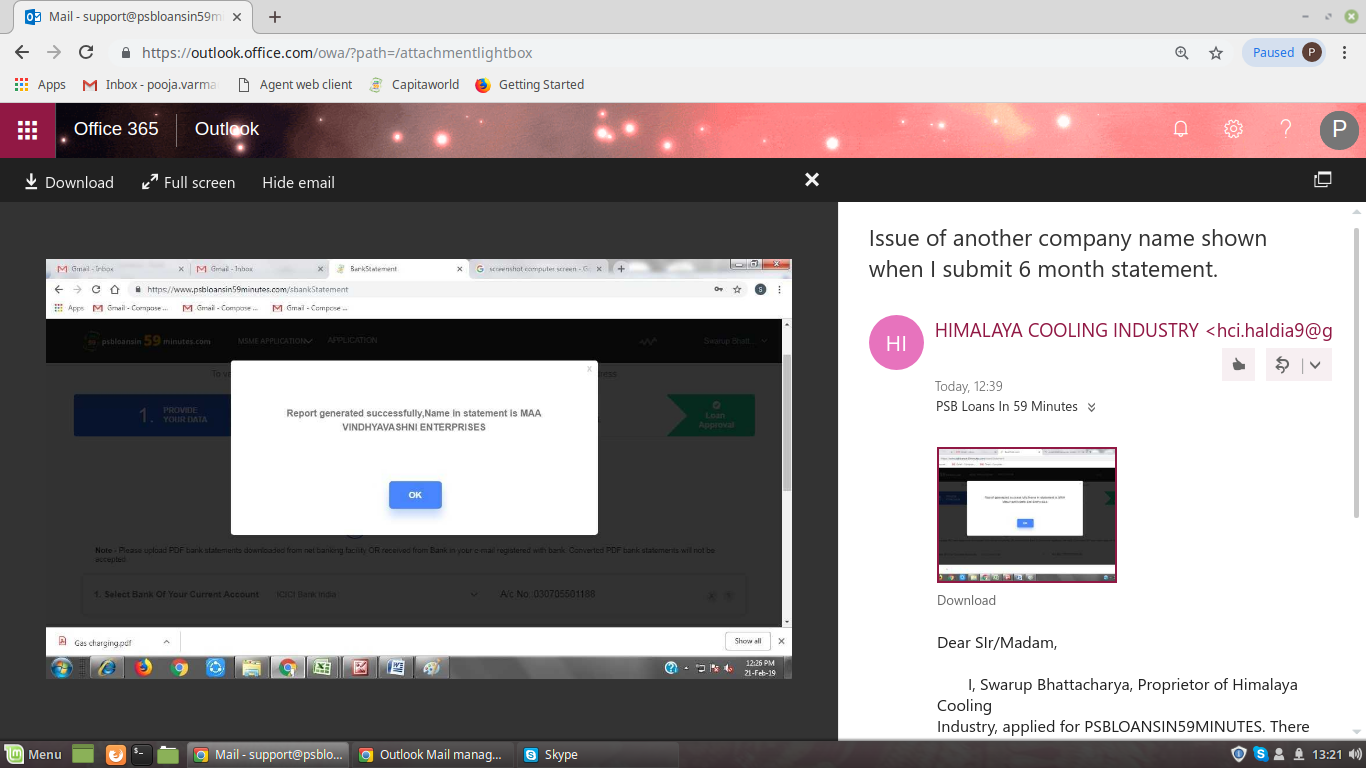 Mail - support@psbloansin59m
https://outlook.office.com/owa/?path=/attachmentlightbox
Paused P
Apps Inbox - pooja.varma Agent web client Capitaworld Getting Started
Office 365 Outlook
P
Download Full screen Hide email
Gmail - Inbox Gmail - Inbox BankStatement screenshot computer screen - G
https://www.psbloansin59minutes.com/sbankStatement
S
Apps Gmail - Compose ... Gmail - Compose ... Gmail - Compose ...
psbloansin 59 minutes.com MSME APPLICATION APPLICATION Swarup Bhatt...
1. PROVIDE
YOUR DATA
Loan
Approval
x
Report generated successfully,Name in statement is MAA
VINDHYAVASHNI ENTERPRISES
OK
Note - Please upload PDF bank statements downloaded from net banking facility OR received from Bank in your e-mail registered with bank. Converted PDF bank statements will not be
accepted.
1. Select Bank Of Your Current Account ICICI Bank India A/c No.
Gas charging.pdf Show all
12:26 PM
21-Feb-19
Issue of another company name shown
when I submit 6 month statement.
HI
HIMALAYA COOLING INDUSTRY <hci.haldia9@g
Today, 12:39
PSB Loans In 59 Minutes
Download
Dear SIr/Madam,
I, Swarup Bhattacharya, Proprietor of Himalaya
Cooling
Industry, applied for PSBLOANSIN59MINUTES. There
Menu Mail - support@psblo... Outlook Mail manag... Skype 13:21